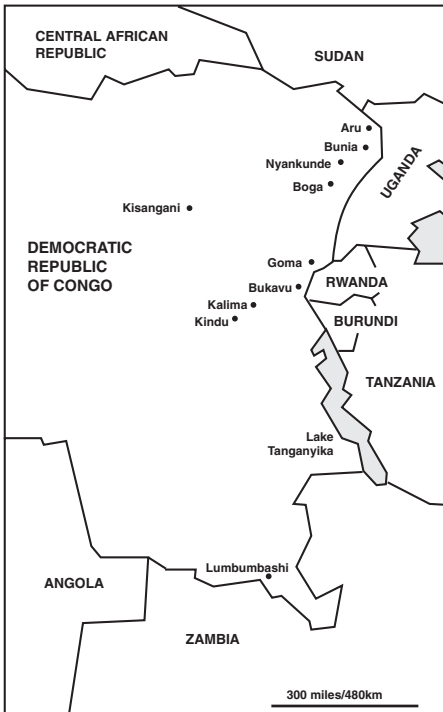 CENTRAL AFRICAN
REPUBLIC
SUDAN
Aru
Bunia
Nyankunde
UGANDA
Boga
Kisangani
DEMOCRATIC
REPUBLIC
OF CONGO
Goma
RWANDA
Bukavu
Kalima
Kindu
BURUNDI
TANZANIA
Lake
Tanganyika
Lumbumbashi
ANGOLA
ZAMBIA
300 miles/480km